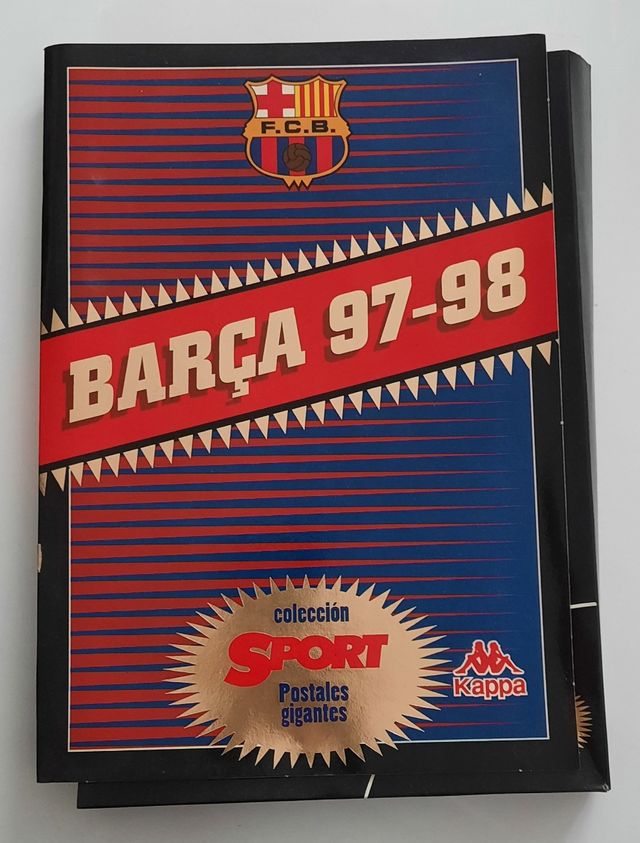 F.C.B.
BARÇA 97-98
colección
SPORT
Postales
gigantes
Kappa